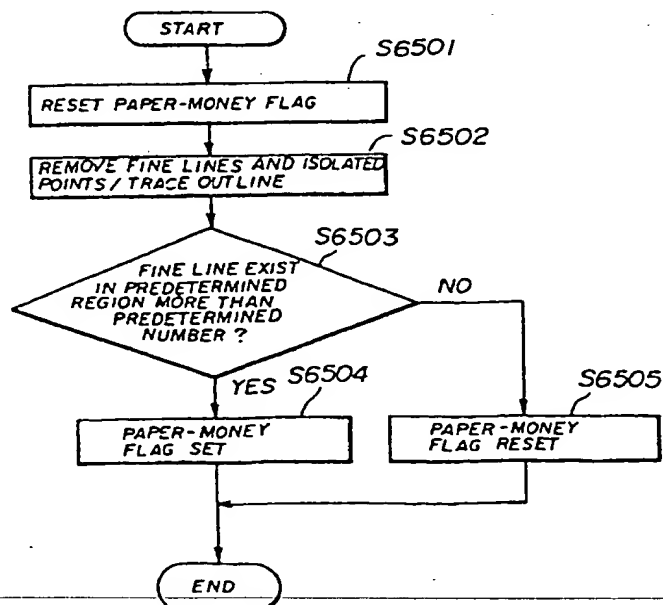 START
S6501
RESET PAPER-MONEY FLAG
S6502
REMOVE FINE LINES AND ISOLATED
POINTS/TRACE OUTLINE
S6503
FINE LINE EXIST
IN PREDETERMINED
REGION MORE THAN
PREDETERMINED
NUMBER ?
NO
YES
S6504
S6505
PAPER-MONEY
FLAG SET
PAPER-MONEY
FLAG RESET
END